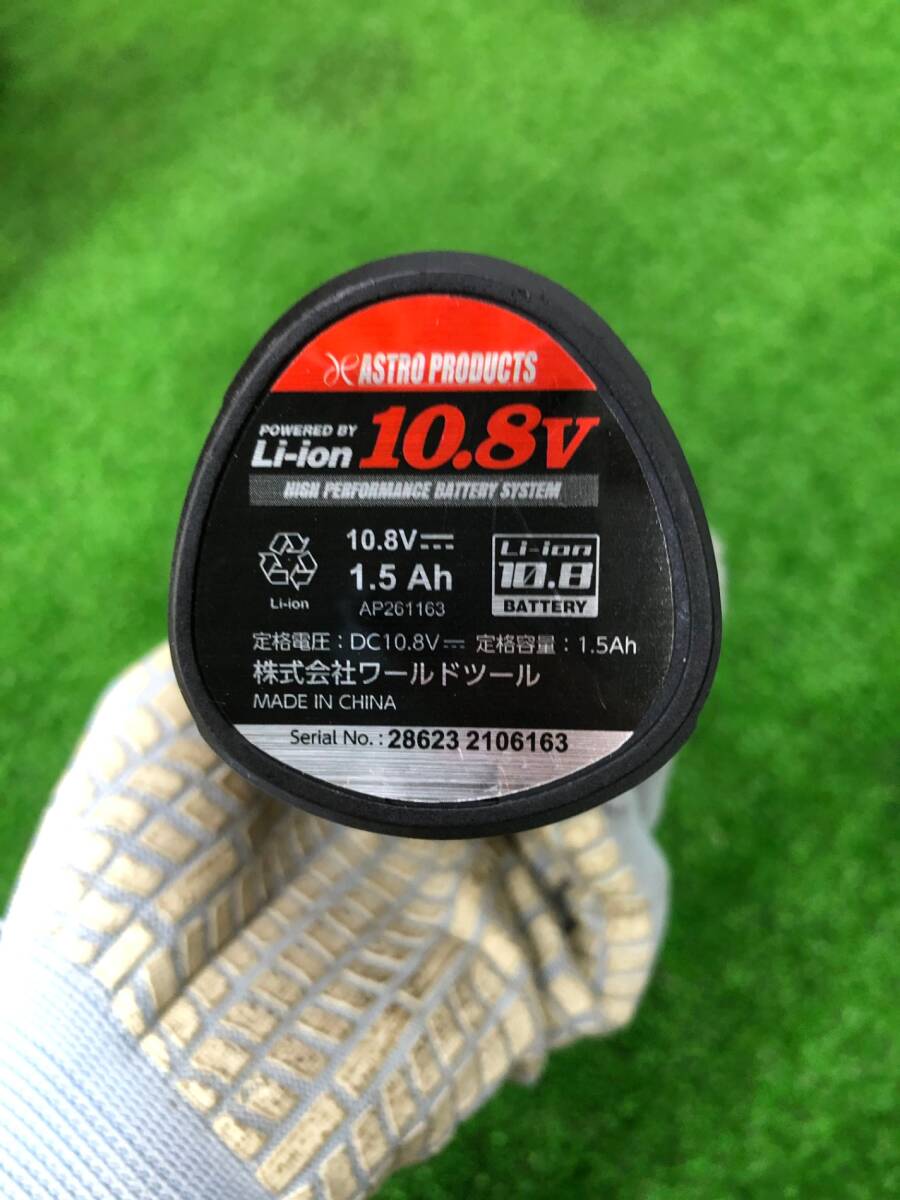 ASTRO PRODUCTS
POWERED BY
Li-ion 10.8V
HIGH PERFORMANCE BATTERY SYSTEM
10.8V
1.5 Ah
AP261163
Li-ion
Li-ion
10.8
BATTERY
定格電圧：DC10.8V 定格容量：1.5Ah
株式会社ワールドツール
MADE IN CHINA
Serial No.: 28623 2106163